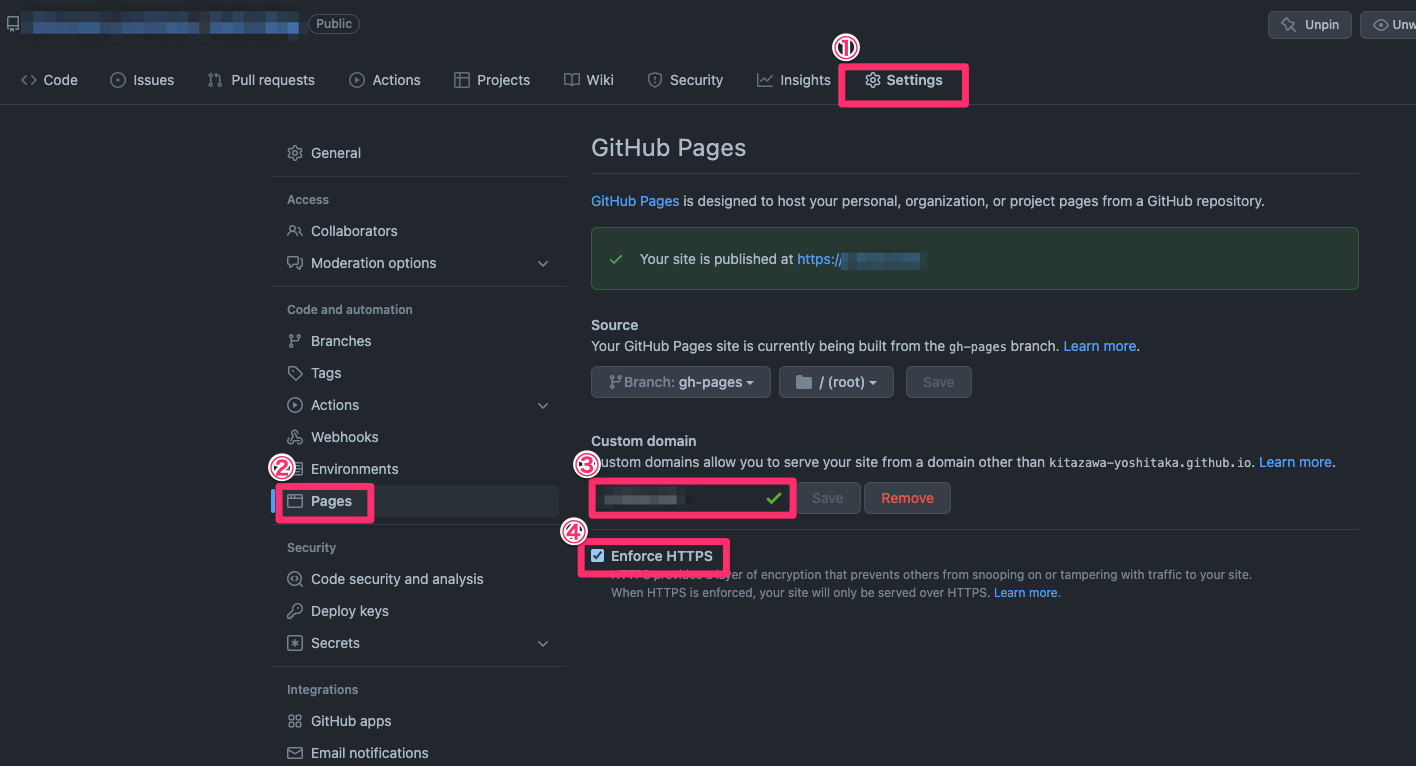 Public
Unpin
Unw
Code Issues Pull requests Actions Projects Wiki Security Insights ① Settings
General
Access
Collaborators
Moderation options
Code and automation
Branches
Tags
Actions
Webhooks
② Environments
Pages
Security
Code security and analysis
Deploy keys
Secrets
Integrations
GitHub apps
Email notifications
GitHub Pages
GitHub Pages is designed to host your personal, organization, or project pages from a GitHub repository.
Your site is published at https://
Source
Your GitHub Pages site is currently being built from the gh-pages branch. Learn more.
Branch: gh-pages / (root) Save
Custom domain
③ ustom domains allow you to serve your site from a domain other than kitazawa-yoshitaka.github.io. Learn more.
Save Remove
④ Enforce HTTPS
HTTPS provides a layer of encryption that prevents others from snooping on or tampering with traffic to your site.
When HTTPS is enforced, your site will only be served over HTTPS. Learn more.